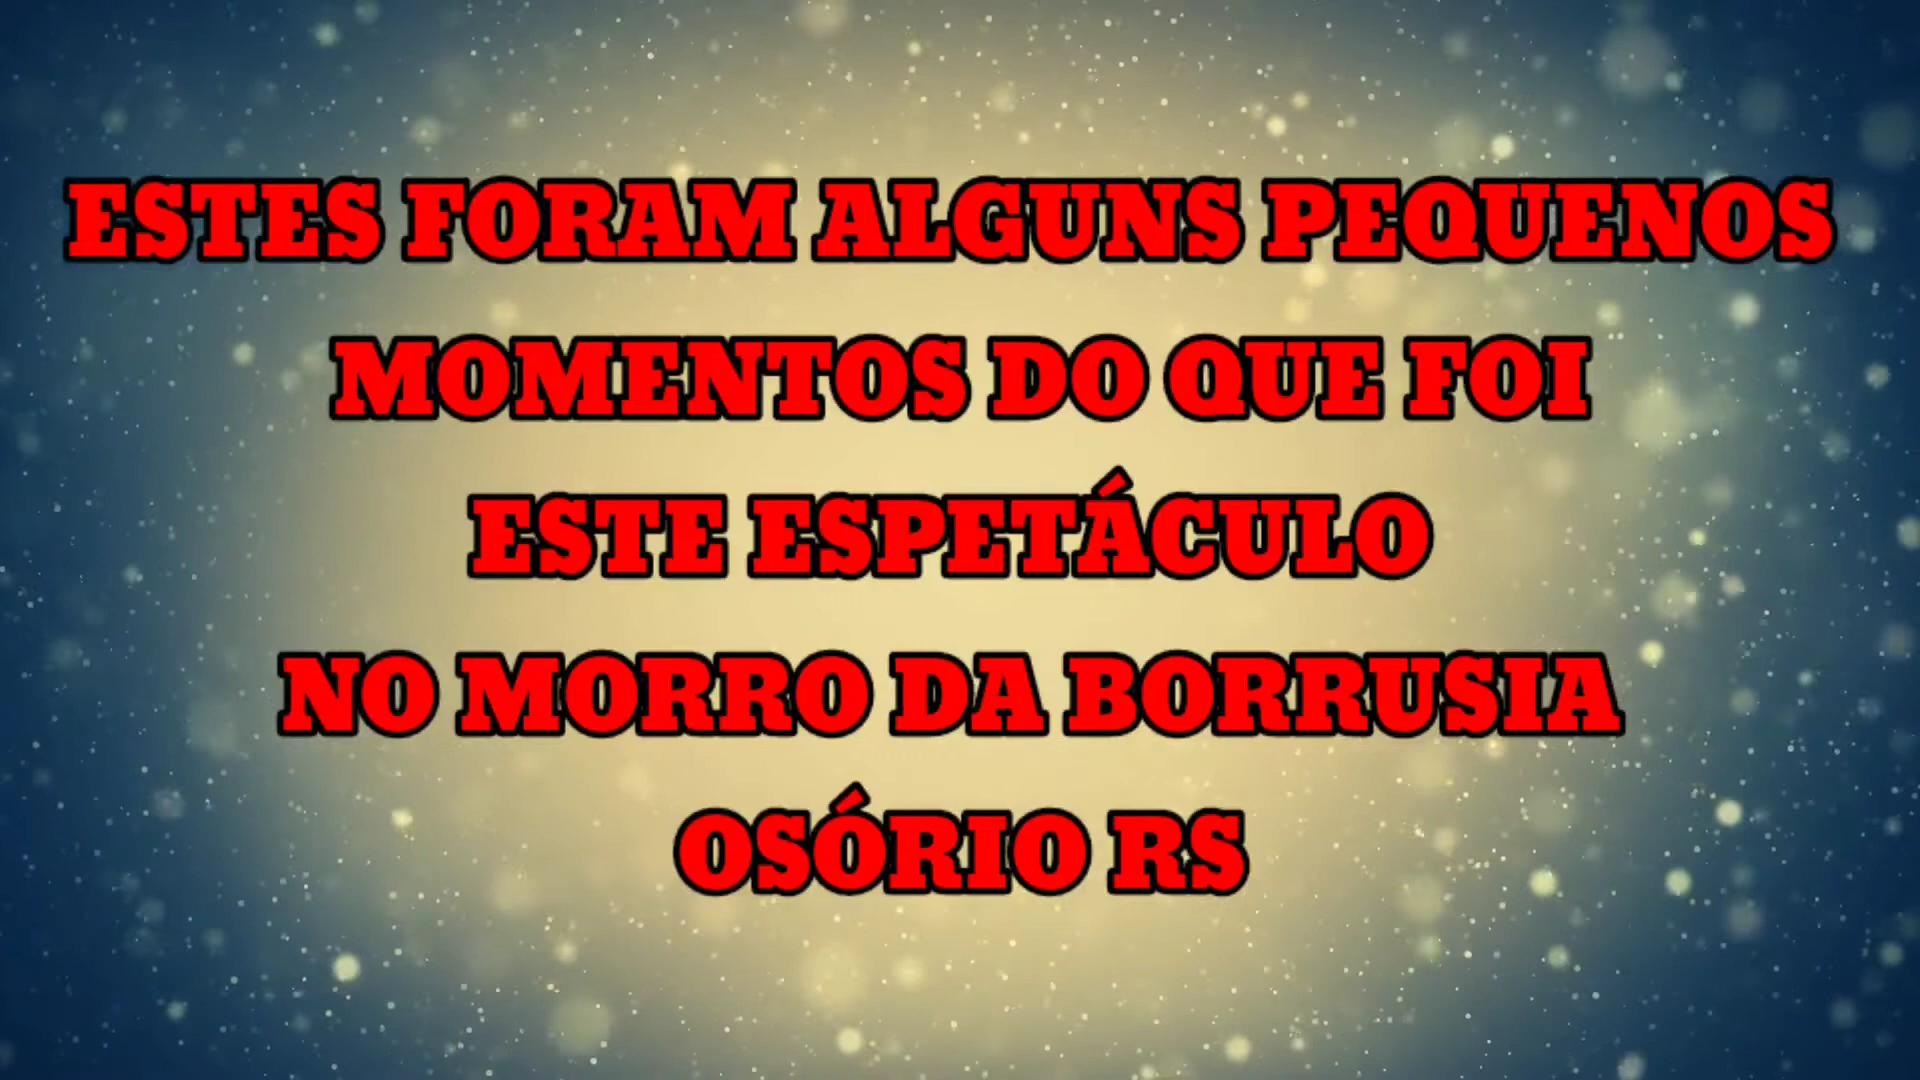 ESTES FORAM ALGUNS PEQUENOS
MOMENTOS DO QUE FOI
ESTE ESPETÁCULO
NO MORRO DA BORRUSIA
OSÓRIO RS